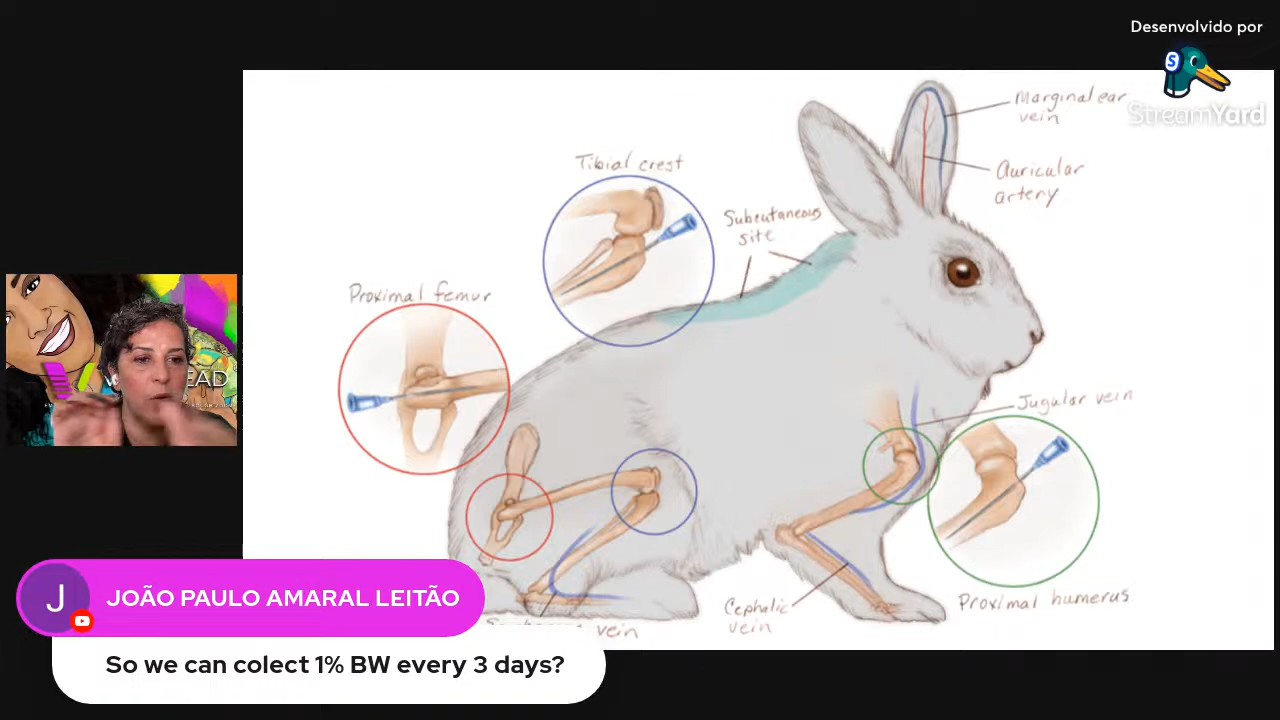 Desenvolvido por
S
StreamYard
Marginal ear
vein
Auricular
artery
Tibial crest
Subcutaneous
site
Proximal femur
EAD
Jugular vein
Proximal humerus
Cephalic
vein
vein
J
JOÃO PAULO AMARAL LEITÃO
So we can colect 1% BW every 3 days?